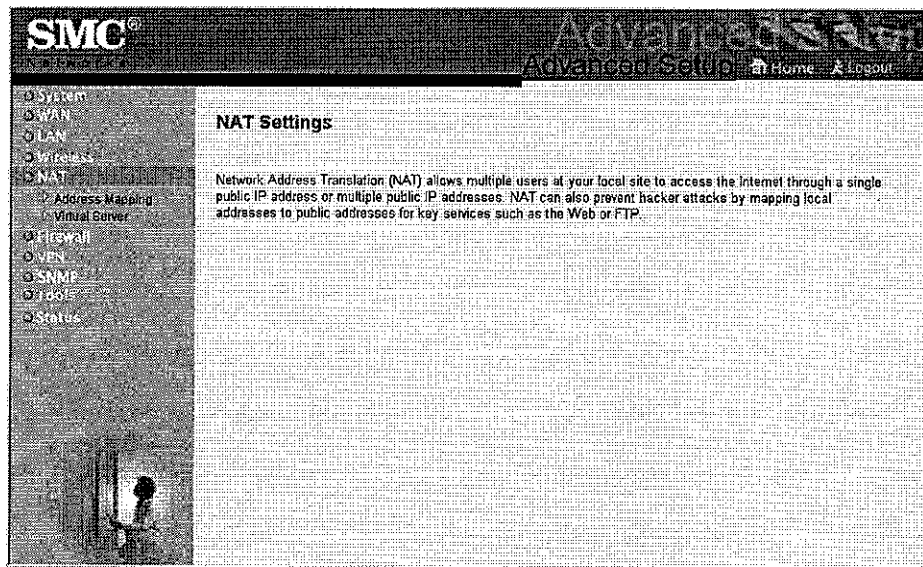 SMC®
Networks
Advanced
Advanced Setup
Home
Logout
System
WAN
LAN
Wireless
NAT
Address Mapping
Virtual Server
Firewall
VPN
SNMP
Tools
Status
NAT Settings
Network Address Translation (NAT) allows multiple users at your local site to access the Internet through a single
public IP address or multiple public IP addresses. NAT can also prevent hacker attacks by mapping local
addresses to public addresses for key services such as the Web or FTP.